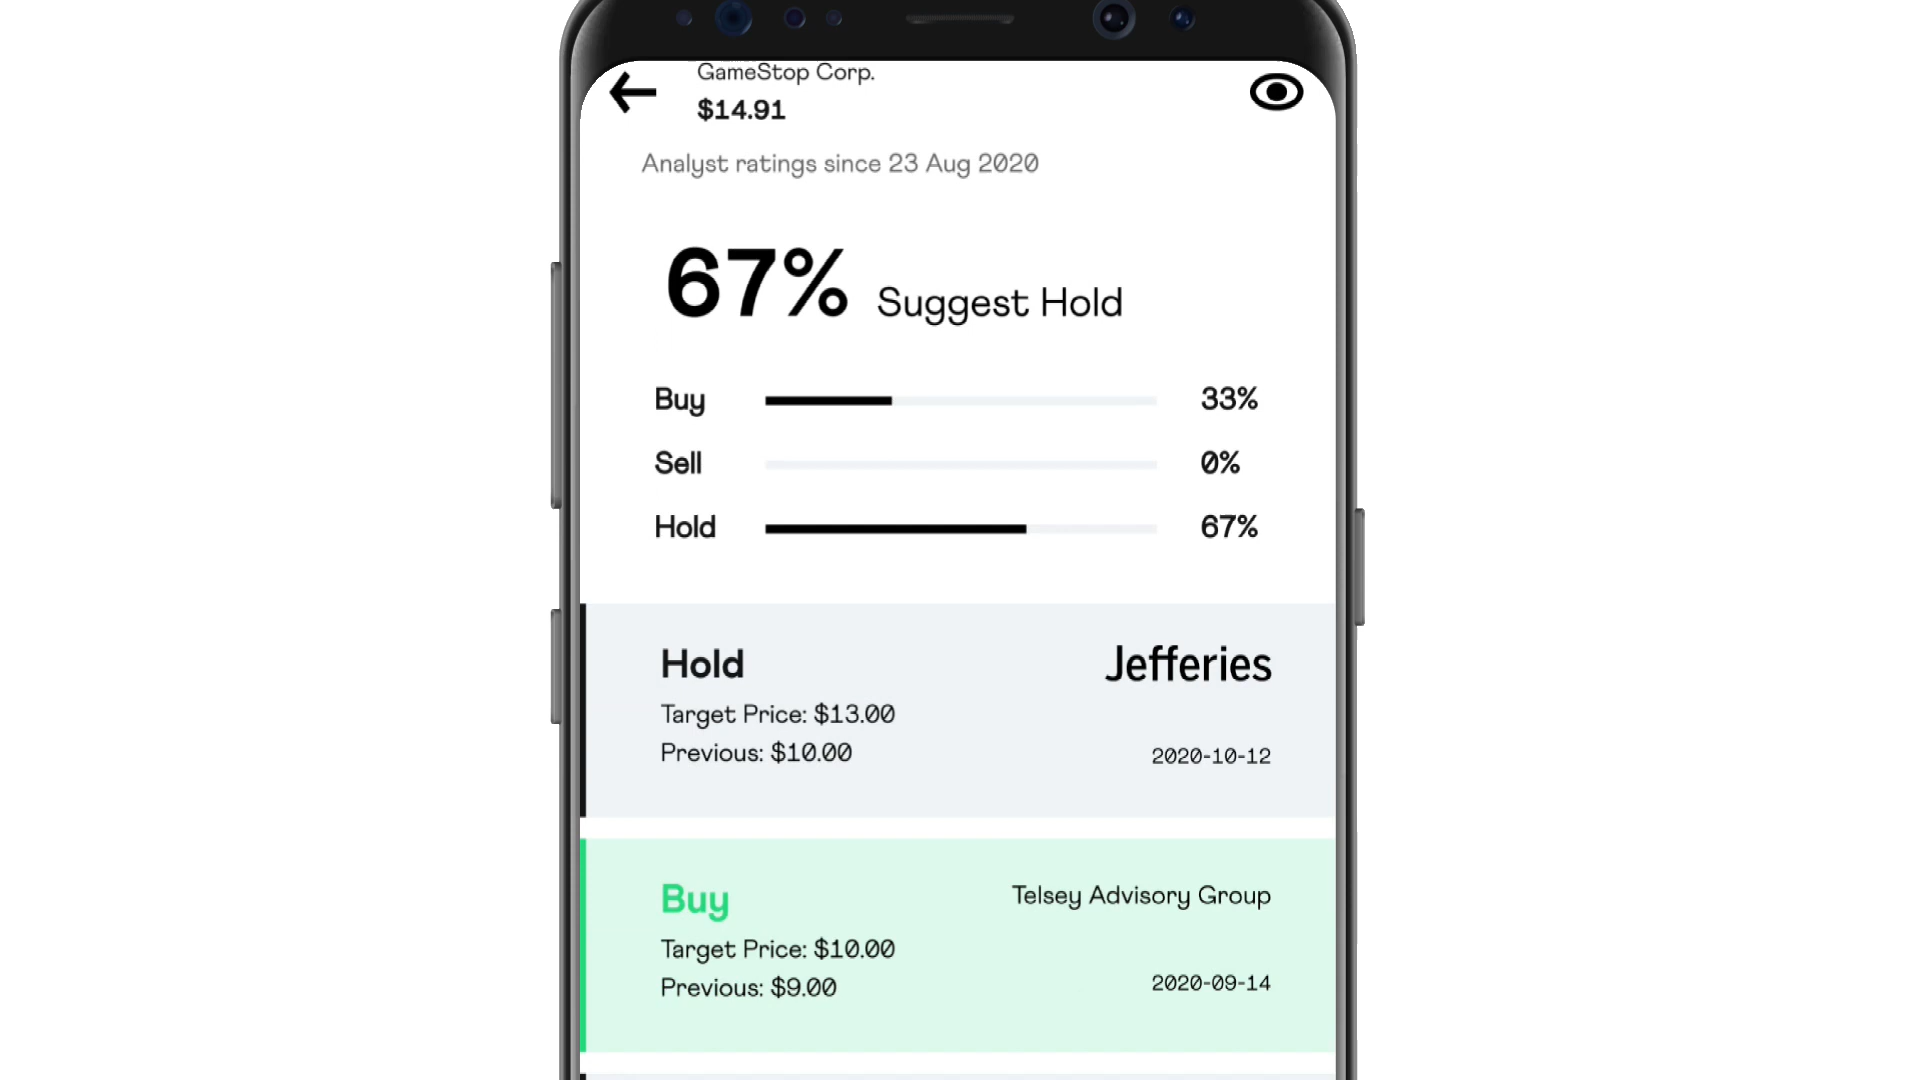 GameStop Corp.
$14.91
Analyst ratings since 23 Aug 2020
67% Suggest Hold
Buy 33%
Sell 0%
Hold 67%
Hold Jefferies
Target Price: $13.00
Previous: $10.00 2020-10-12
Buy Telsey Advisory Group
Target Price: $10.00
Previous: $9.00 2020-09-14